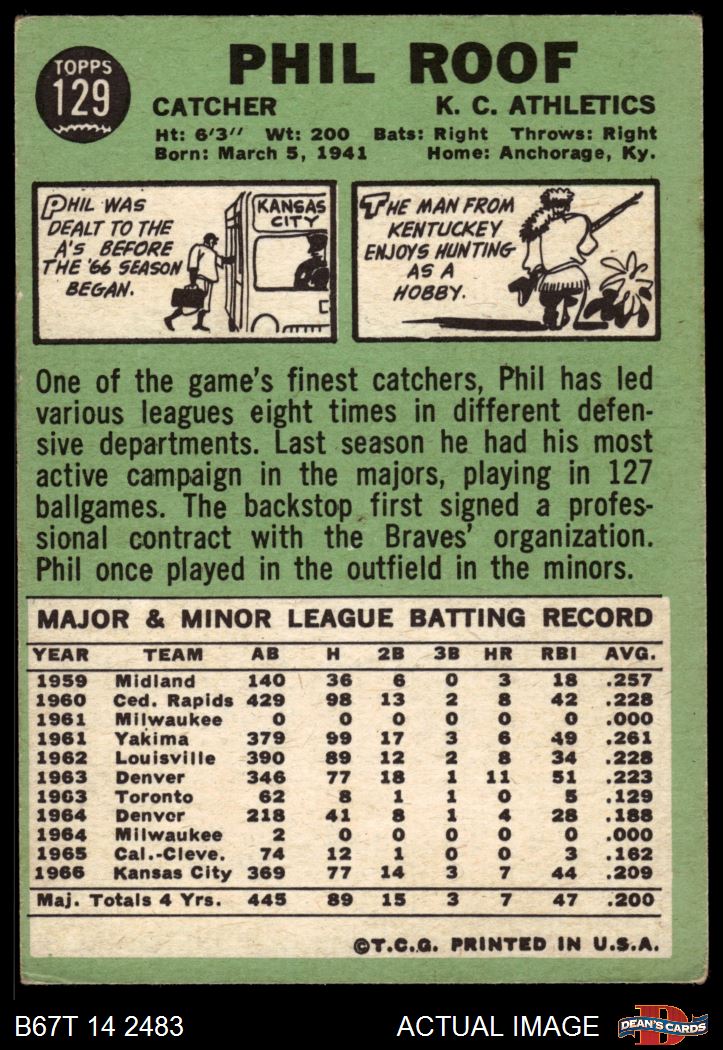 TOPPS
129
PHIL ROOF
CATCHER K. C. ATHLETICS
Ht: 6'3" Wt: 200 Bats: Right Throws: Right
Born: March 5, 1941 Home: Anchorage, Ky.
PHIL WAS
DEALT TO THE
A'S BEFORE
THE '66 SEASON
BEGAN.
KANSAS
CITY
THE MAN FROM
KENTUCKEY
ENJOYS HUNTING
AS A
HOBBY.
One of the game's finest catchers, Phil has led
various leagues eight times in different defen-
sive departments. Last season he had his most
active campaign in the majors, playing in 127
ballgames. The backstop first signed a profes-
sional contract with the Braves' organization.
Phil once played in the outfield in the minors.
MAJOR & MINOR LEAGUE BATTING RECORD
YEAR TEAM AB H 2B 3B HR RBI AVG.
1959 Midland 140 36 6 0 3 18 .257
1960 Ced. Rapids 429 98 13 2 8 42 .228
1961 Milwaukee 0 0 0 0 0 0 .000
1961 Yakima 379 99 17 3 6 49 .261
1962 Louisville 390 89 12 2 8 34 .228
1963 Denver 346 77 18 1 11 51 .223
1963 Toronto 62 8 1 1 0 5 .129
1964 Denver 218 41 8 1 4 28 .188
1964 Milwaukee 2 0 0 0 0 0 .000
1965 Cal.-Cleve. 74 12 1 0 0 3 .162
1966 Kansas City 369 77 14 3 7 44 .209
Maj. Totals 4 Yrs. 445 89 15 3 7 47 .200
©T.C.G. PRINTED IN U.S.A.
B67T 14 2483 ACTUAL IMAGE
D
DEAN'S CARDS